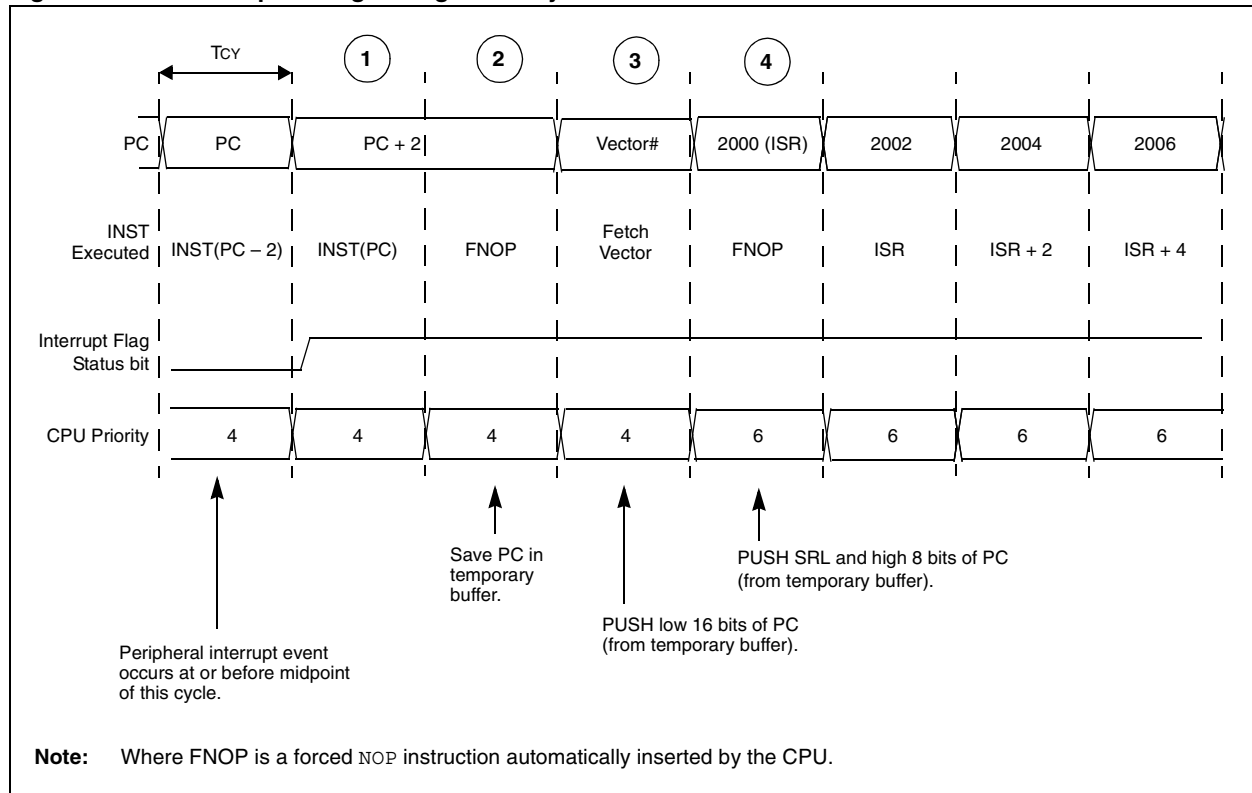 TCY
1 2 3 4
PC PC PC + 2 Vector# 2000 (ISR) 2002 2004 2006
INST
Executed INST(PC – 2) INST(PC) FNOP Fetch
Vector FNOP ISR ISR + 2 ISR + 4
Interrupt Flag
Status bit
CPU Priority 4 4 4 4 6 6 6 6
Save PC in
temporary
buffer.
PUSH SRL and high 8 bits of PC
(from temporary buffer).
PUSH low 16 bits of PC
(from temporary buffer).
Peripheral interrupt event
occurs at or before midpoint
of this cycle.
Note: Where FNOP is a forced NOP instruction automatically inserted by the CPU.